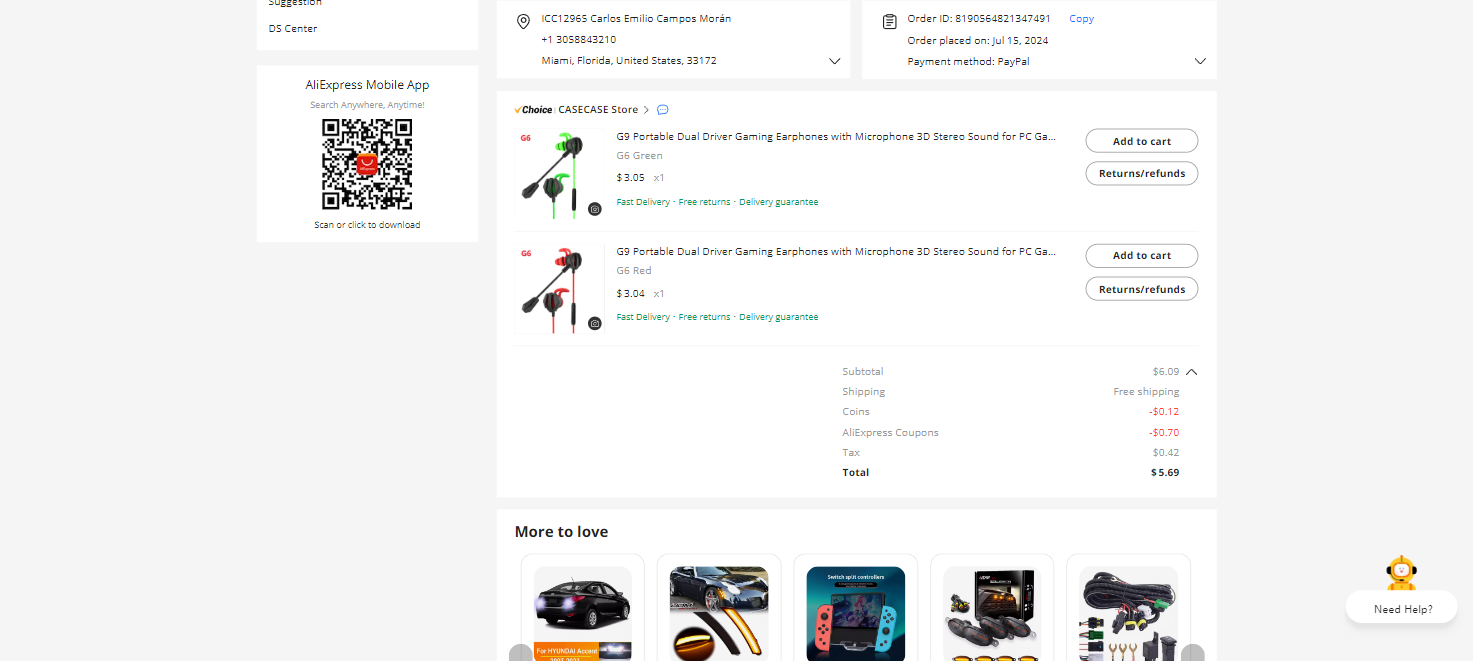 Suggestion
DS Center
AliExpress Mobile App
Search Anywhere, Anytime!
Scan or click to download
ICC12965 Carlos Emilio Campos Morán
+1 3058843210
Miami, Florida, United States, 33172
Order ID: 8190564821347491 Copy
Order placed on: Jul 15, 2024
Payment method: PayPal
Choice CASECASE Store
G6
G9 Portable Dual Driver Gaming Earphones with Microphone 3D Stereo Sound for PC Ga...
G6 Green
$3.05 x1
Fast Delivery · Free returns · Delivery guarantee
Add to cart
Returns/refunds
G6
G9 Portable Dual Driver Gaming Earphones with Microphone 3D Stereo Sound for PC Ga...
G6 Red
$3.04 x1
Fast Delivery · Free returns · Delivery guarantee
Add to cart
Returns/refunds
Subtotal $6.09
Shipping Free shipping
Coins -$0.12
AliExpress Coupons -$0.70
Tax $0.42
Total $5.69
More to love
For HYUNDAI Accent
Switch split controllers
Need Help?